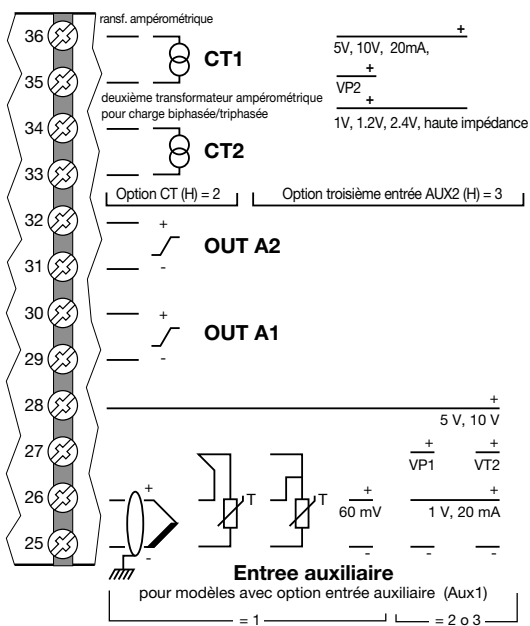 36
ransf. ampérométrique
CT1
+
5V, 10V, 20mA,
35
+
VP2
deuxième transformateur ampérométrique
pour charge biphasée/triphasée
+
1V, 1.2V, 2.4V, haute impédance
34
CT2
33
Option CT (H) = 2
Option troisième entrée AUX2 (H) = 3
32
+
OUT A2
31
-
30
+
OUT A1
29
-
28
+
5 V, 10 V
27
+
VP1
+
VT2
26
+
T
T
+
60 mV
+
1 V, 20 mA
25
-
-
-
-
Entree auxiliaire
pour modèles avec option entrée auxiliaire (Aux1)
= 1
= 2 o 3